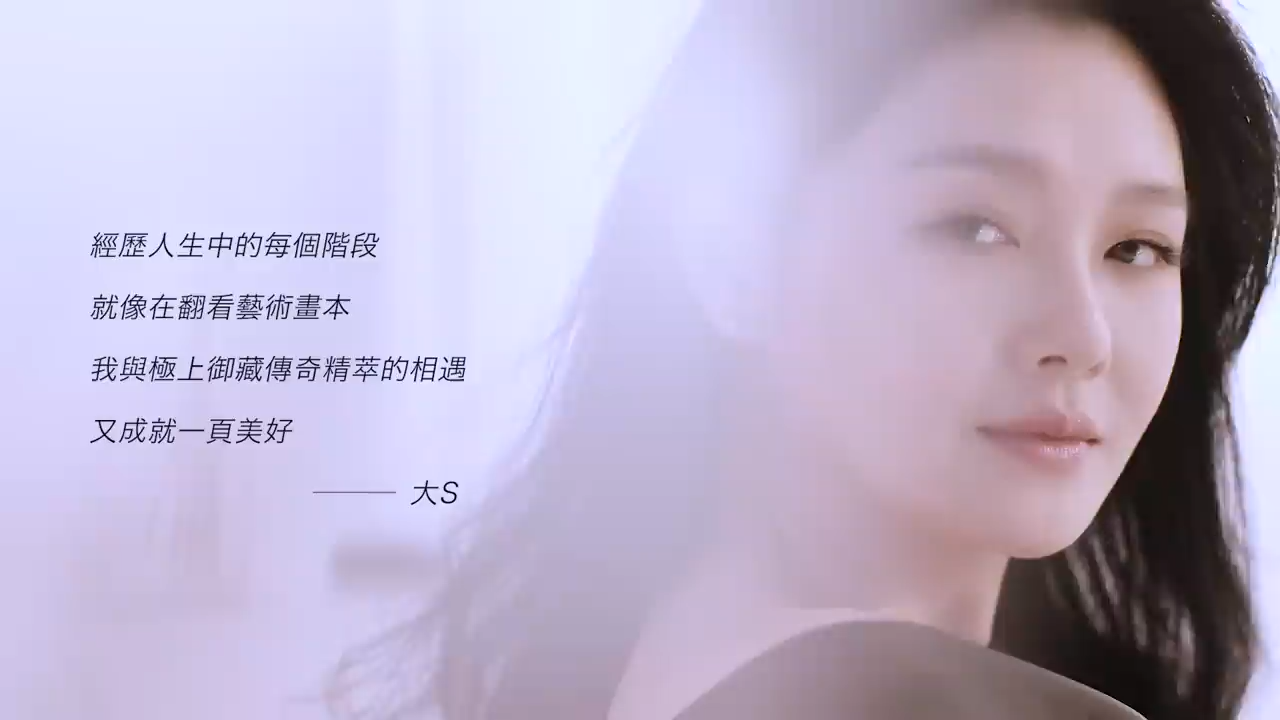 經歷人生中的每個階段
就像在翻看藝術畫本
我與極上御藏傳奇精萃的相遇
又成就一頁美好
—— 大S